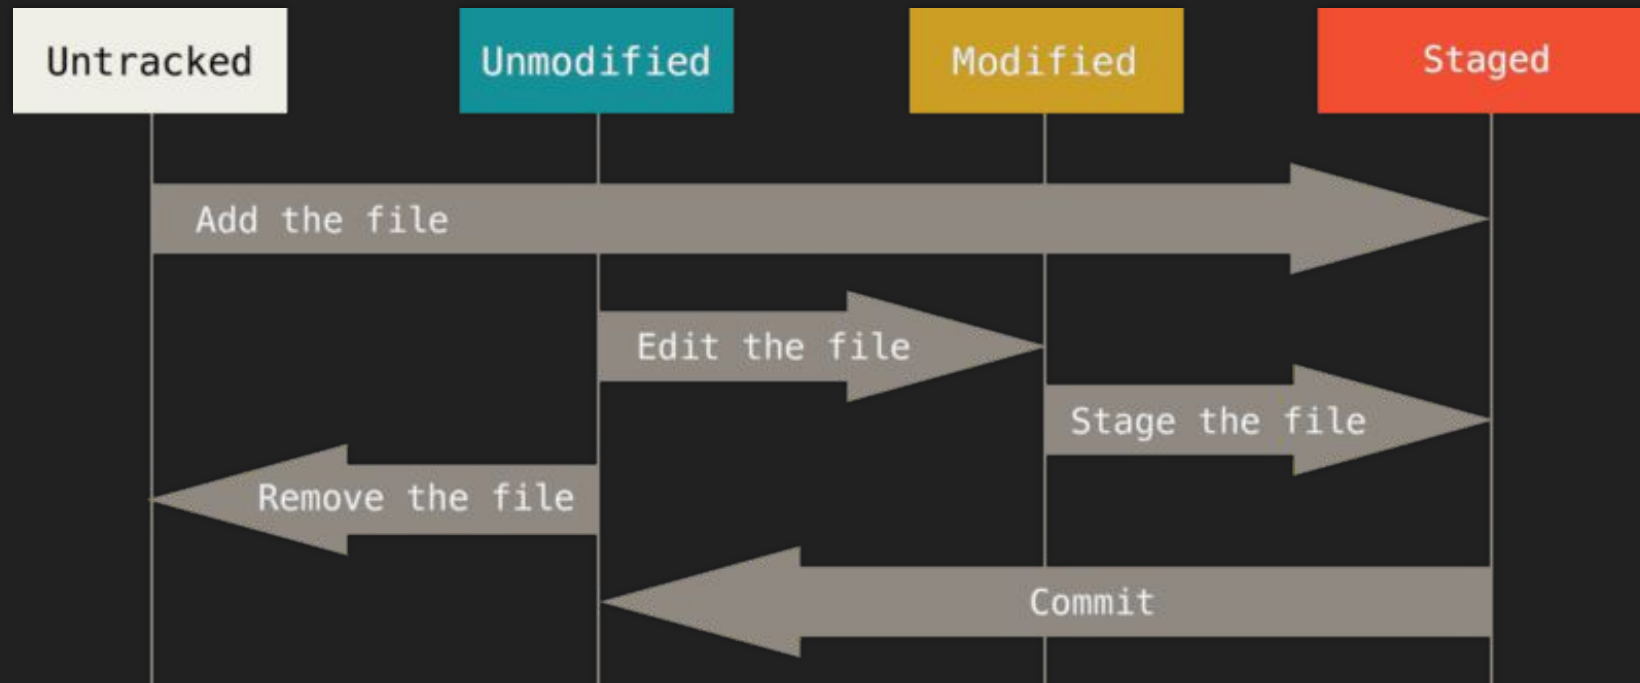 Untracked
Unmodified
Modified
Staged
Add the file
Edit the file
Stage the file
Remove the file
Commit